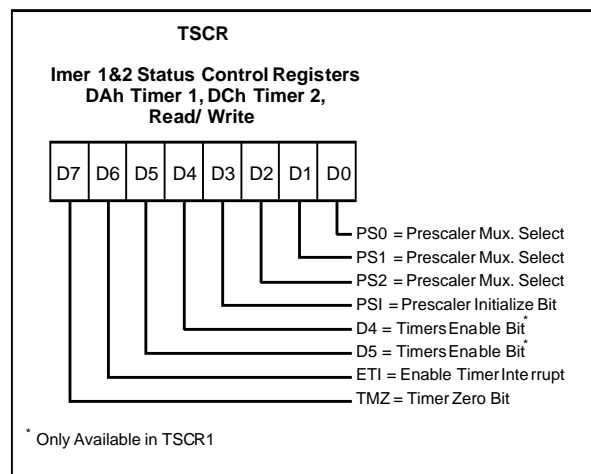 TSCR
Imer 1&2 Status Control Registers
DAh Timer 1, DCh Timer 2,
Read/ Write
D7 D6 D5 D4 D3 D2 D1 D0
PS0 = Prescaler Mux. Select
PS1 = Prescaler Mux. Select
PS2 = Prescaler Mux. Select
PSI = Prescaler Initialize Bit
D4 = Timers Enable Bit*
D5 = Timers Enable Bit*
ETI = Enable Timer Interrupt
TMZ = Timer Zero Bit
* Only Available in TSCR1